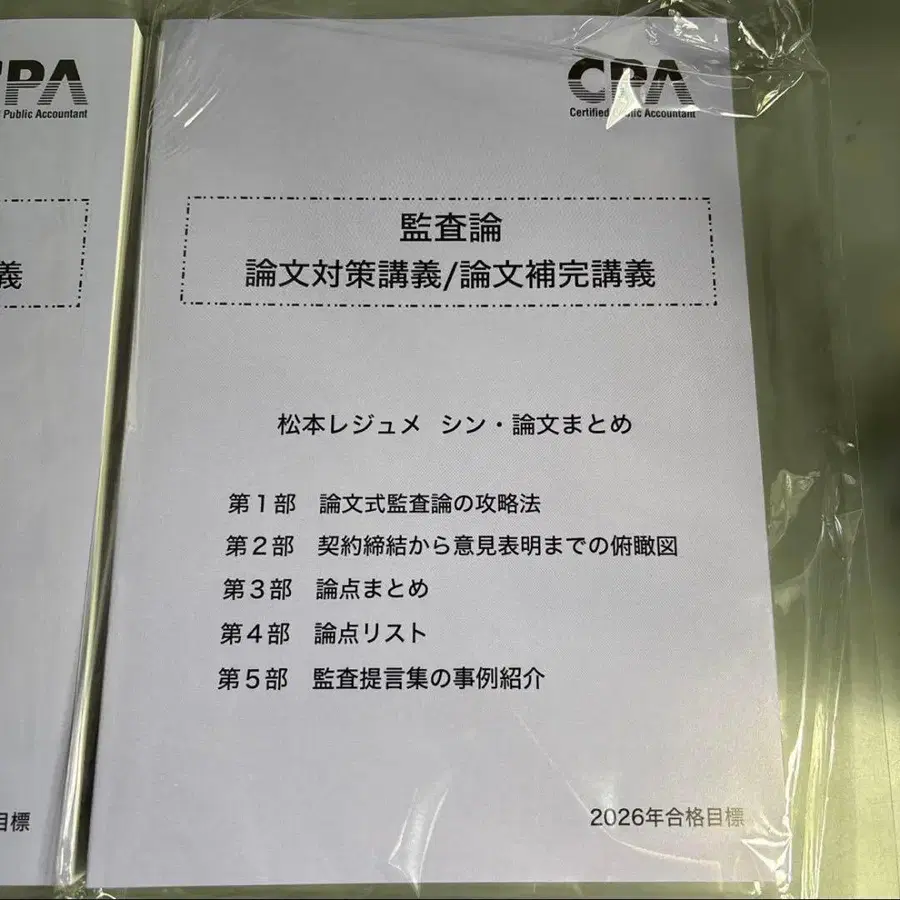 PA
Public Accountant
義
目標
CPA
Certified Public Accountant
監査論
論文対策講義/論文補完講義
松本レジュメ シン・論文まとめ
第1部 論文式監査論の攻略法
第2部 契約締結から意見表明までの俯瞰図
第3部 論点まとめ
第4部 論点リスト
第5部 監査提言集の事例紹介
2026年合格目標